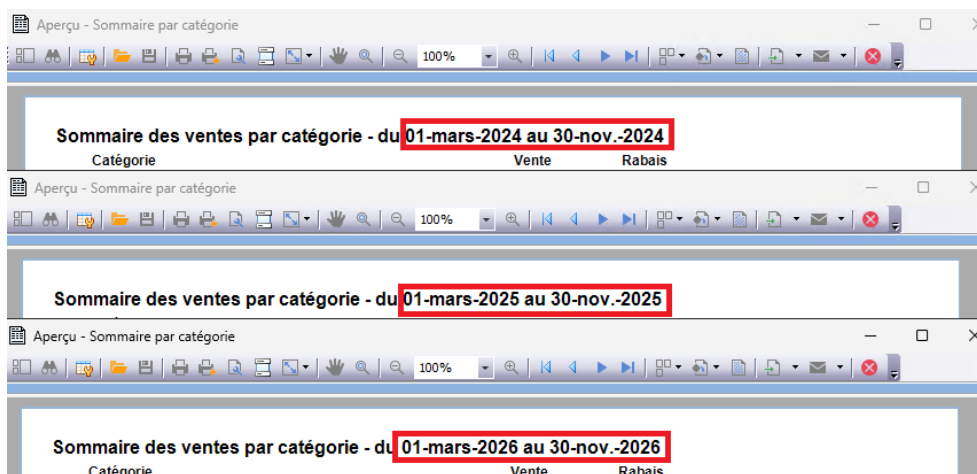 Aperçu - Sommaire par catégorie
100%
Sommaire des ventes par catégorie - du 01-mars-2024 au 30-nov.-2024
Catégorie Vente Rabais
Aperçu - Sommaire par catégorie
100%
Sommaire des ventes par catégorie - du 01-mars-2025 au 30-nov.-2025
Aperçu - Sommaire par catégorie
100%
Sommaire des ventes par catégorie - du 01-mars-2026 au 30-nov.-2026
Catégorie Vente Rabais